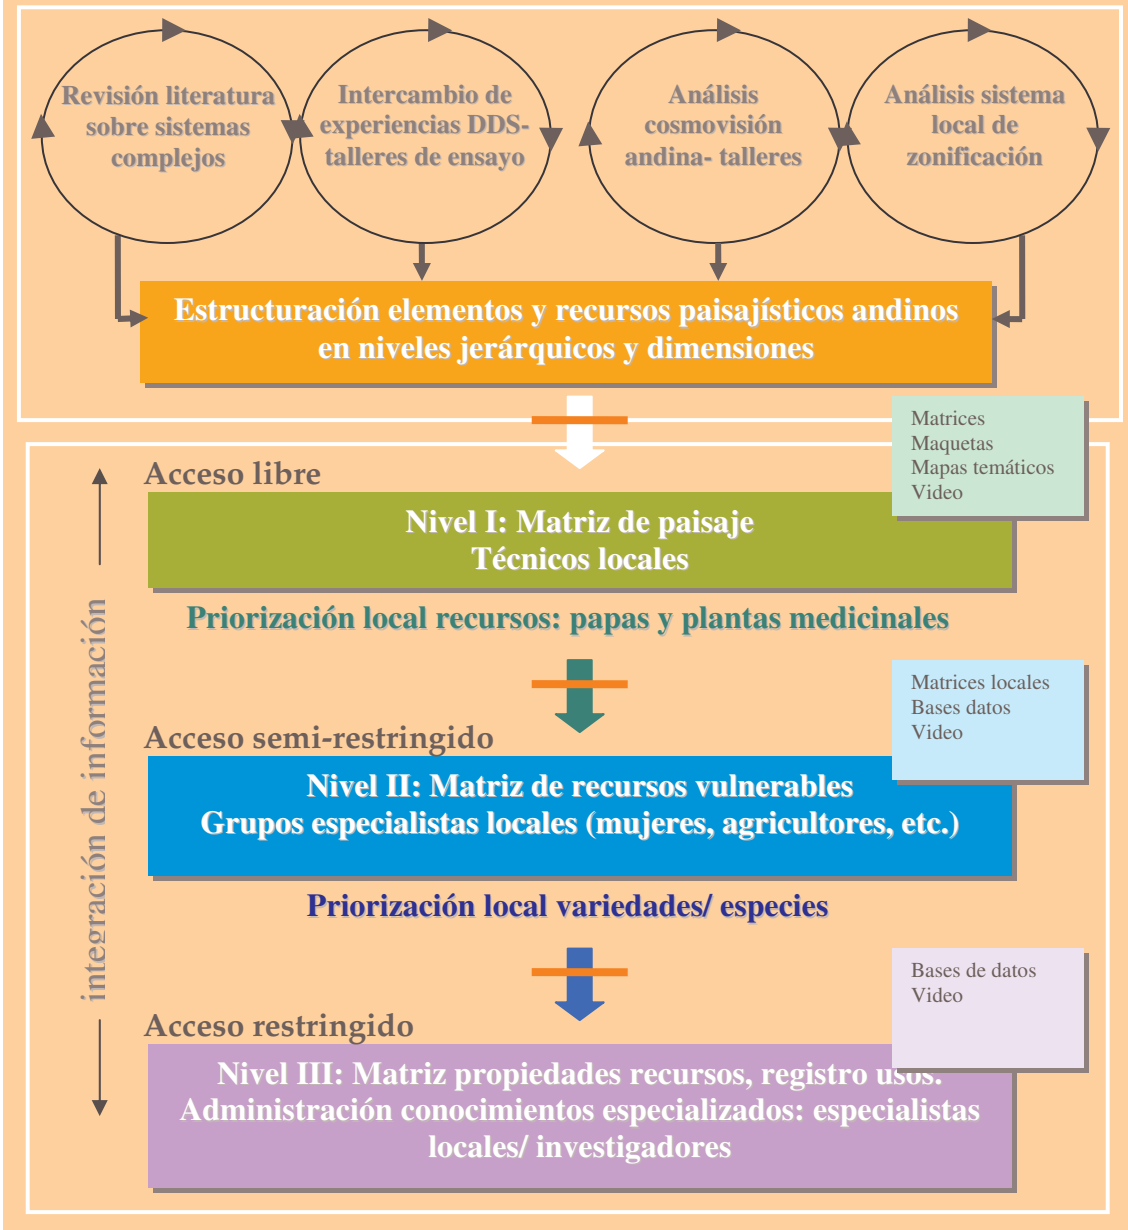 Revisión literatura
sobre sistemas
complejos
Intercambio de
experiencias DDS-
talleres de ensayo
Análisis
cosmovisión
andina- talleres
Análisis sistema
local de
zonificación
Estructuración elementos y recursos paisajísticos andinos
en niveles jerárquicos y dimensiones
Matrices
Maquetas
Mapas temáticos
Video
Acceso libre
Nivel I: Matriz de paisaje
Técnicos locales
Priorización local recursos: papas y plantas medicinales
integración de información
Matrices locales
Bases datos
Video
Acceso semi-restringido
Nivel II: Matriz de recursos vulnerables
Grupos especialistas locales (mujeres, agricultores, etc.)
Priorización local variedades/ especies
Bases de datos
Video
Acceso restringido
Nivel III: Matriz propiedades recursos, registro usos.
Administración conocimientos especializados: especialistas
locales/ investigadores